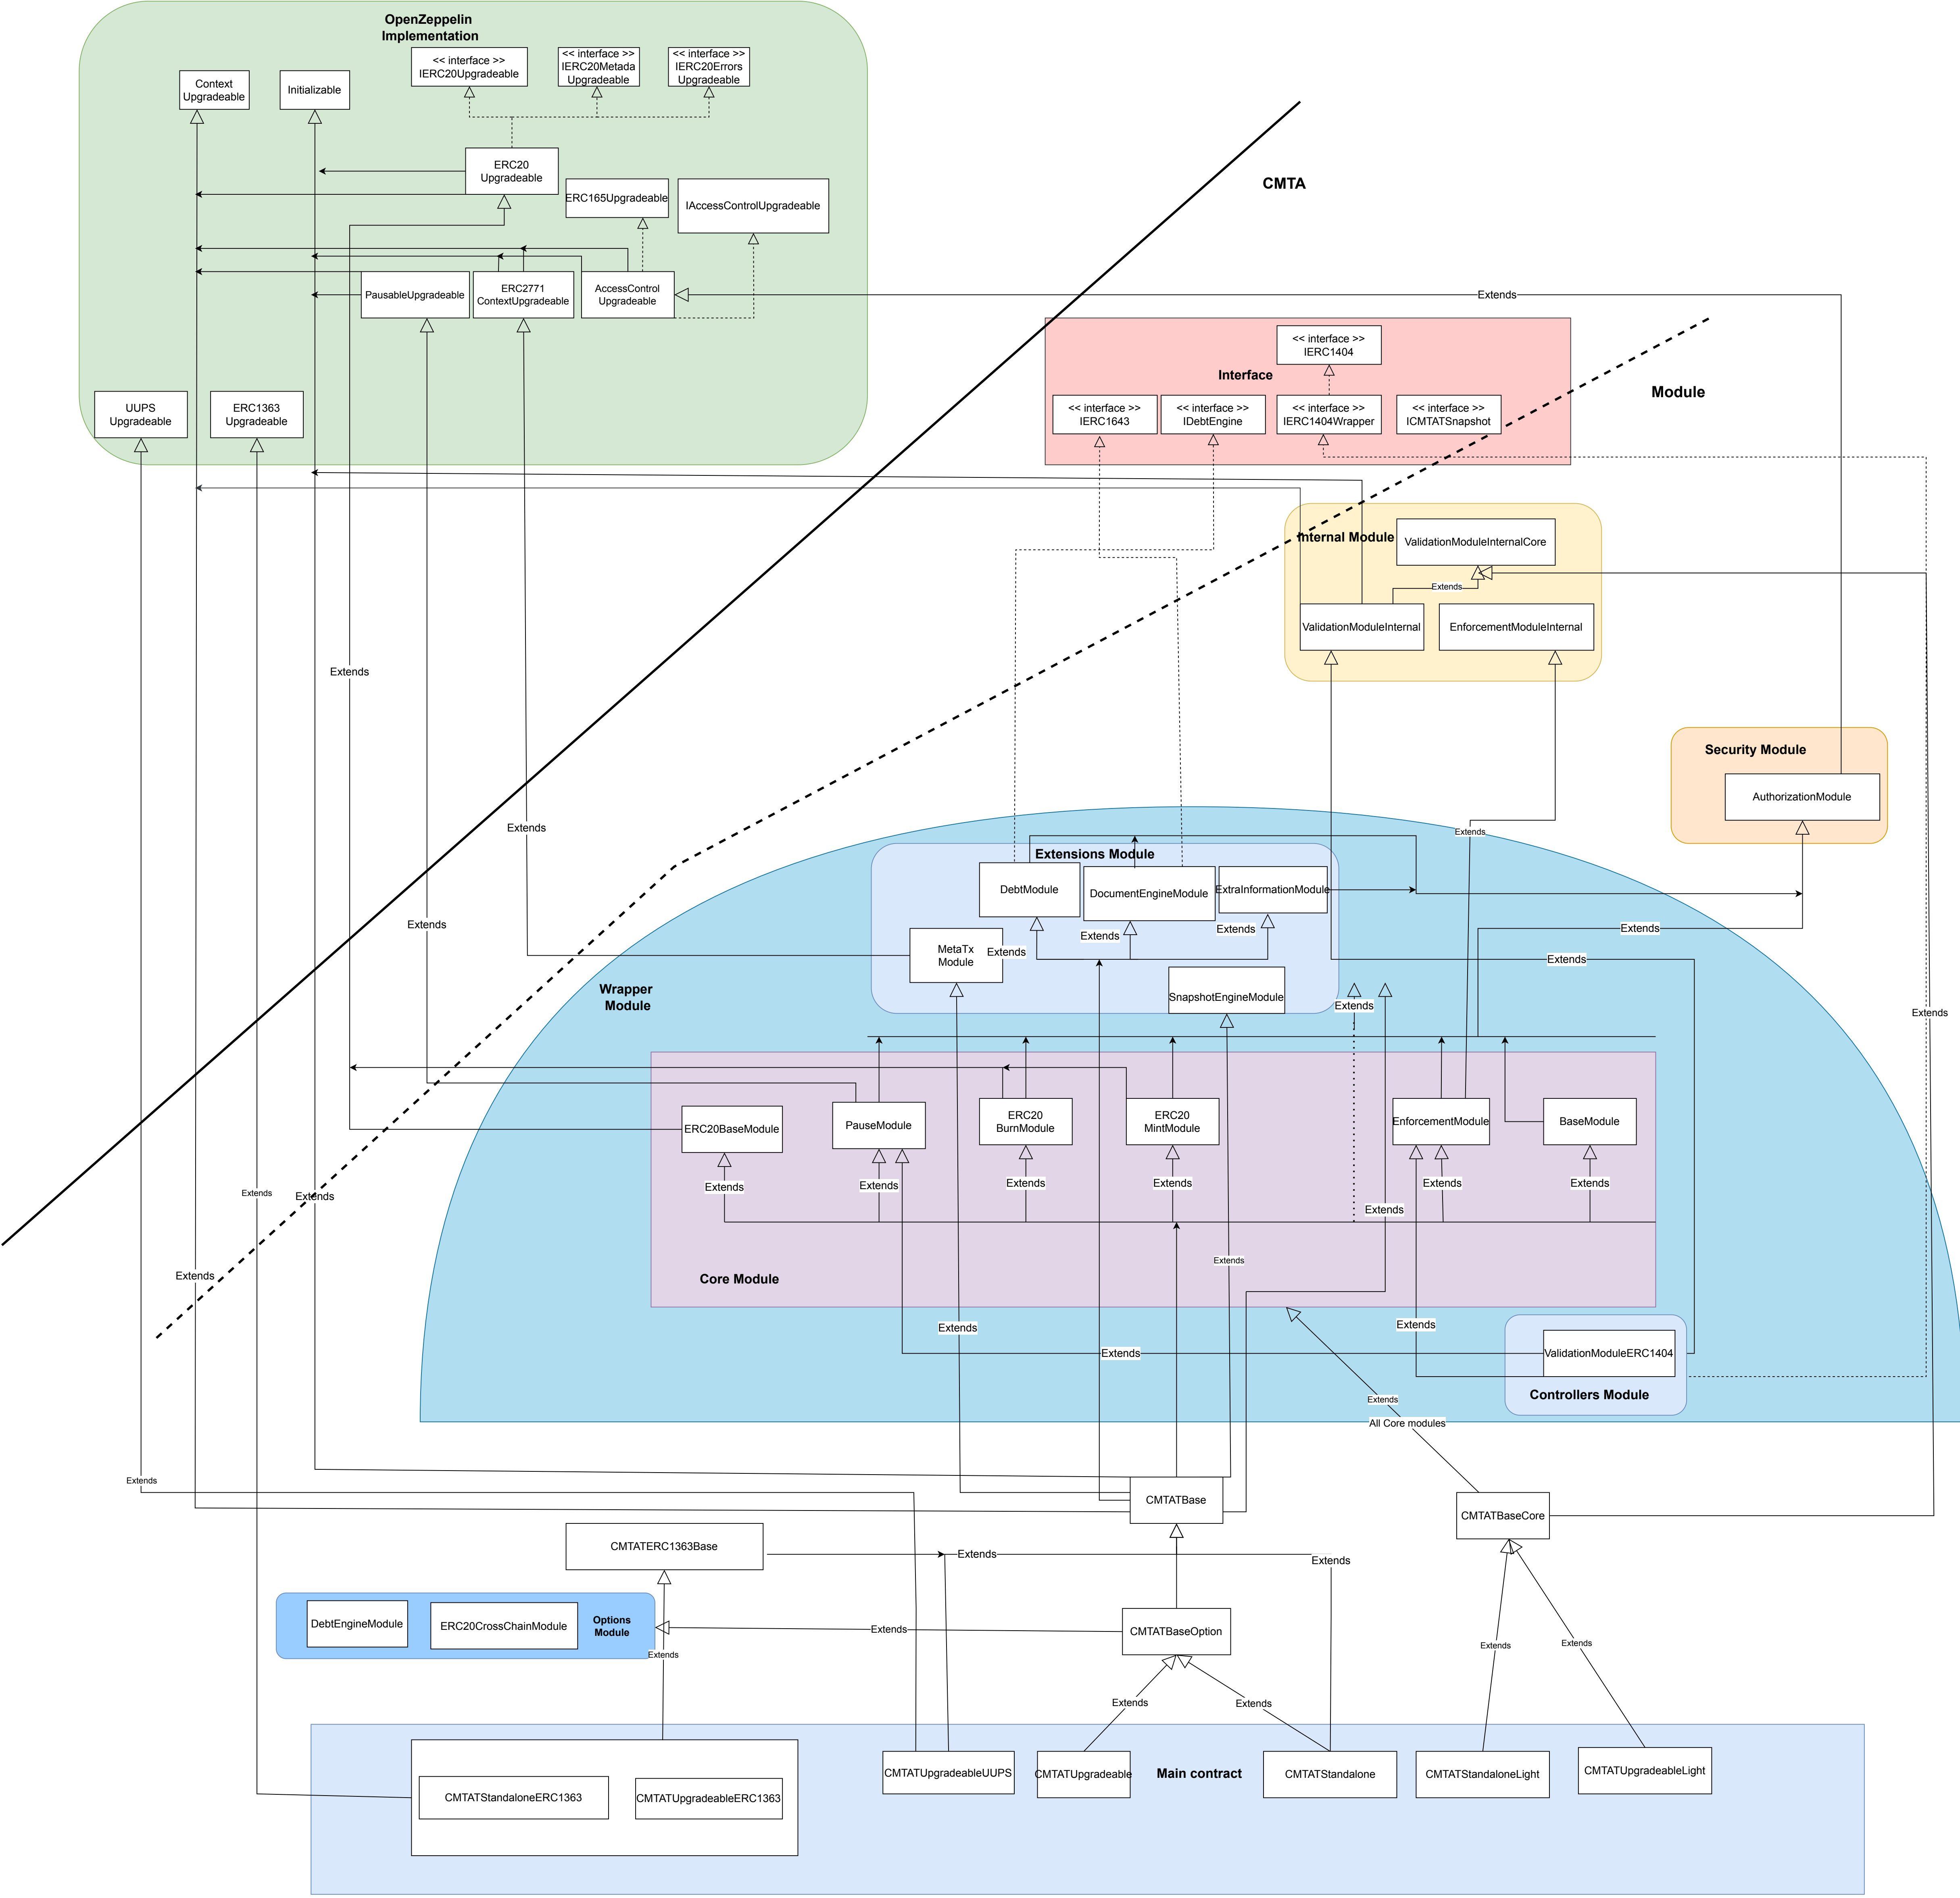 OpenZeppelin
Implementation
<< interface >>
IERC20Upgradeable
<< interface >>
IERC20Metada
Upgradeable
<< interface >>
IERC20Errors
Upgradeable
Context
Upgradeable
Initializable
ERC20
Upgradeable
ERC165Upgradeable
IAccessControlUpgradeable
CMTA
PausableUpgradeable
ERC2771
ContextUpgradeable
AccessControl
Upgradeable
Extends
<< interface >>
IERC1404
Interface
Module
UUPS
Upgradeable
ERC1363
Upgradeable
<< interface >>
IERC1643
<< interface >>
IDebtEngine
<< interface >>
IERC1404Wrapper
<< interface >>
ICMTATSnapshot
Internal Module
ValidationModuleInternalCore
Extends
ValidationModuleInternal
EnforcementModuleInternal
Extends
Security Module
AuthorizationModule
Extends
Extends
Extensions Module
DebtModule
DocumentEngineModule
ExtraInformationModule
Extends
Extends
Extends
Extends
Extends
MetaTx
Module
Extends
Extends
Wrapper
Module
SnapshotEngineModule
Extends
Extends
ERC20BaseModule
PauseModule
ERC20
BurnModule
ERC20
MintModule
EnforcementModule
BaseModule
Extends
Extends
Extends
Extends
Extends
Extends
Extends
Extends
Extends
Extends
Extends
Core Module
Extends
Extends
Extends
Extends
ValidationModuleERC1404
Controllers Module
Extends
All Core modules
Extends
CMTATBase
CMTATBaseCore
CMTATERC1363Base
Extends
Extends
DebtEngineModule
ERC20CrossChainModule
Options
Module
Extends
CMTATBaseOption
Extends
Extends
Extends
Extends
Extends
CMTATStandaloneERC1363
CMTATUpgradeableERC1363
CMTATUpgradeableUUPS
CMTATUpgradeable
Main contract
CMTATStandalone
CMTATStandaloneLight
CMTATUpgradeableLight